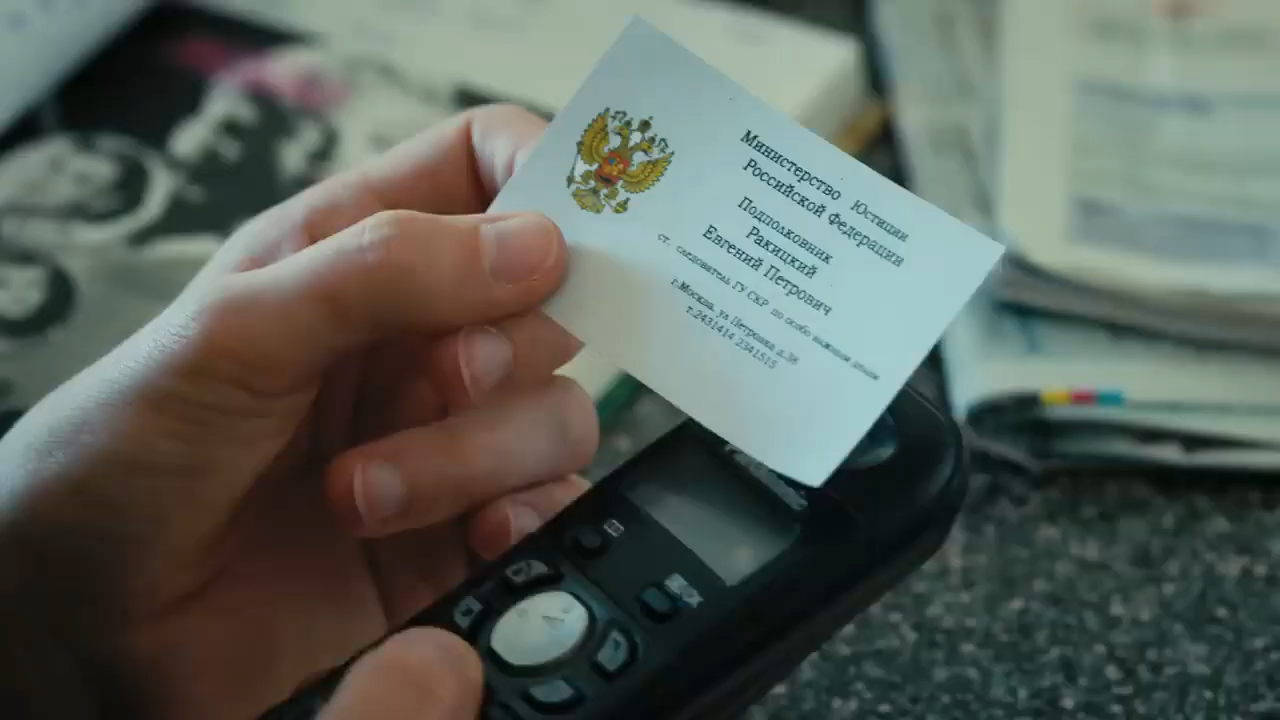 Министерство Юстиции
Российской Федерации
Подполковник
Ракицкий
Евгений Петрович
ст. следователь ГУ СКР по особо важным делам
г.Москва, ул Петровка д.38
т.2431414 2341515